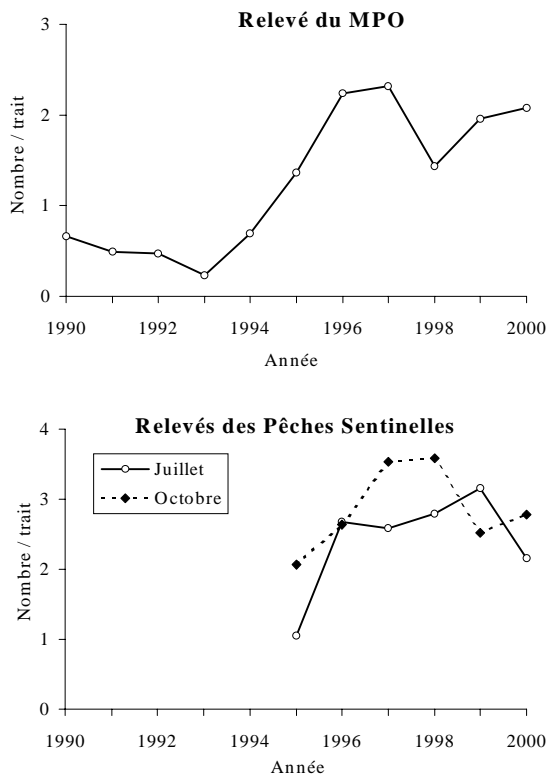 Relevé du MPO
3
2
1
0
Nombre / trait
1990 1992 1994 1996 1998 2000
Année
Relevés des Pêches Sentinelles
4
3
2
1
0
Juillet
Octobre
Nombre / trait
1990 1992 1994 1996 1998 2000
Année